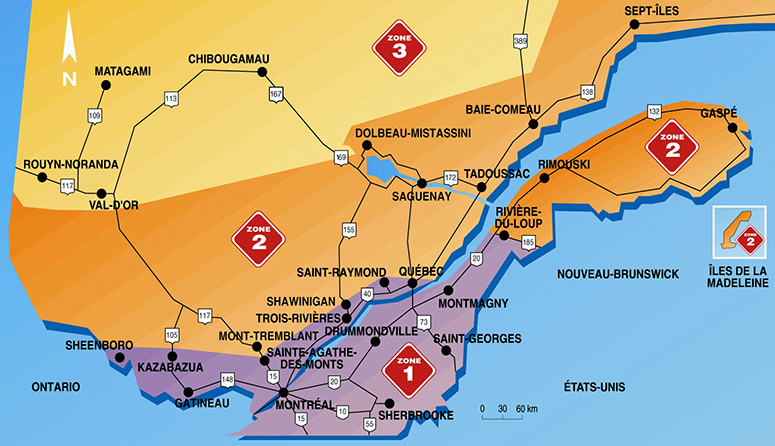 SEPT-ÎLES
ZONE
3
389
N
CHIBOUGAMAU
MATAGAMI
138
113
167
109
BAIE-COMEAU
132
GASPÉ
DOLBEAU-MISTASSINI
ZONE
2
ROUYN-NORANDA
169
RIMOUSKI
172
TADOUSSAC
117
SAGUENAY
VAL-D'OR
RIVIÈRE-
DU-LOUP
155
ZONE
2
185
ZONE
2
20
SAINT-RAYMOND
QUÉBEC
NOUVEAU-BRUNSWICK
ÎLES DE LA
MADELEINE
40
SHAWINIGAN
MONTMAGNY
117
TROIS-RIVIÈRES
105
MONT-TREMBLANT
DRUMMONDVILLE
73
SAINT-GEORGES
SHEENBORO
SAINTE-AGATHE-
DES-MONTS
KAZABAZUA
ZONE
1
15
148
20
ONTARIO
ÉTATS-UNIS
GATINEAU
MONTRÉAL
10
SHERBROOKE
0 30 60 km
15
55